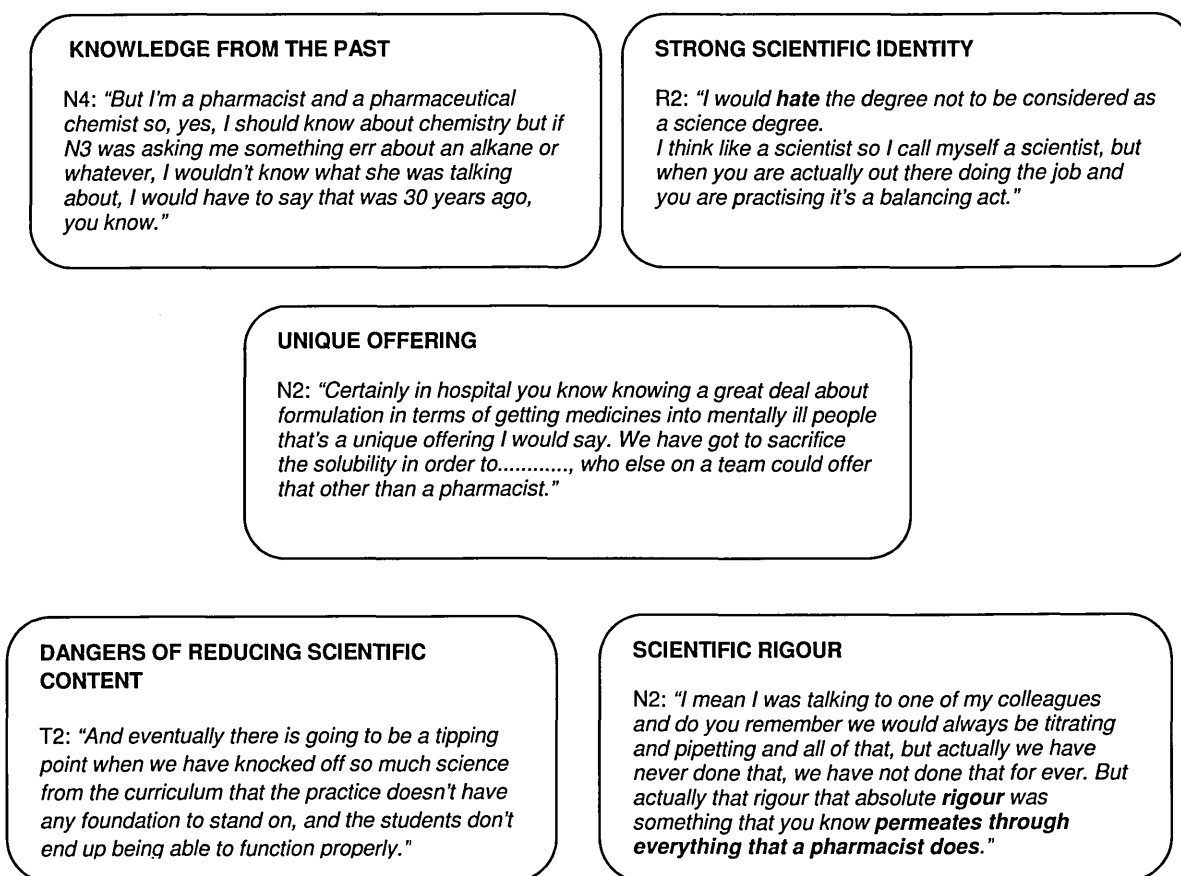 KNOWLEDGE FROM THE PAST
N4: "But I'm a pharmacist and a pharmaceutical
chemist so, yes, I should know about chemistry but if
N3 was asking me something err about an alkane or
whatever, I wouldn't know what she was talking
about, I would have to say that was 30 years ago,
you know."
STRONG SCIENTIFIC IDENTITY
R2: "I would hate the degree not to be considered as
a science degree.
I think like a scientist so I call myself a scientist, but
when you are actually out there doing the job and
you are practising it's a balancing act."
UNIQUE OFFERING
N2: "Certainly in hospital you know knowing a great deal about
formulation in terms of getting medicines into mentally ill people
that's a unique offering I would say. We have got to sacrifice
the solubility in order to............, who else on a team could offer
that other than a pharmacist."
DANGERS OF REDUCING SCIENTIFIC
CONTENT
T2: "And eventually there is going to be a tipping
point when we have knocked off so much science
from the curriculum that the practice doesn't have
any foundation to stand on, and the students don't
end up being able to function properly."
SCIENTIFIC RIGOUR
N2: "I mean I was talking to one of my colleagues
and do you remember we would always be titrating
and pipetting and all of that, but actually we have
never done that, we have not done that for ever. But
actually that rigour that absolute rigour was
something that you know permeates through
everything that a pharmacist does."